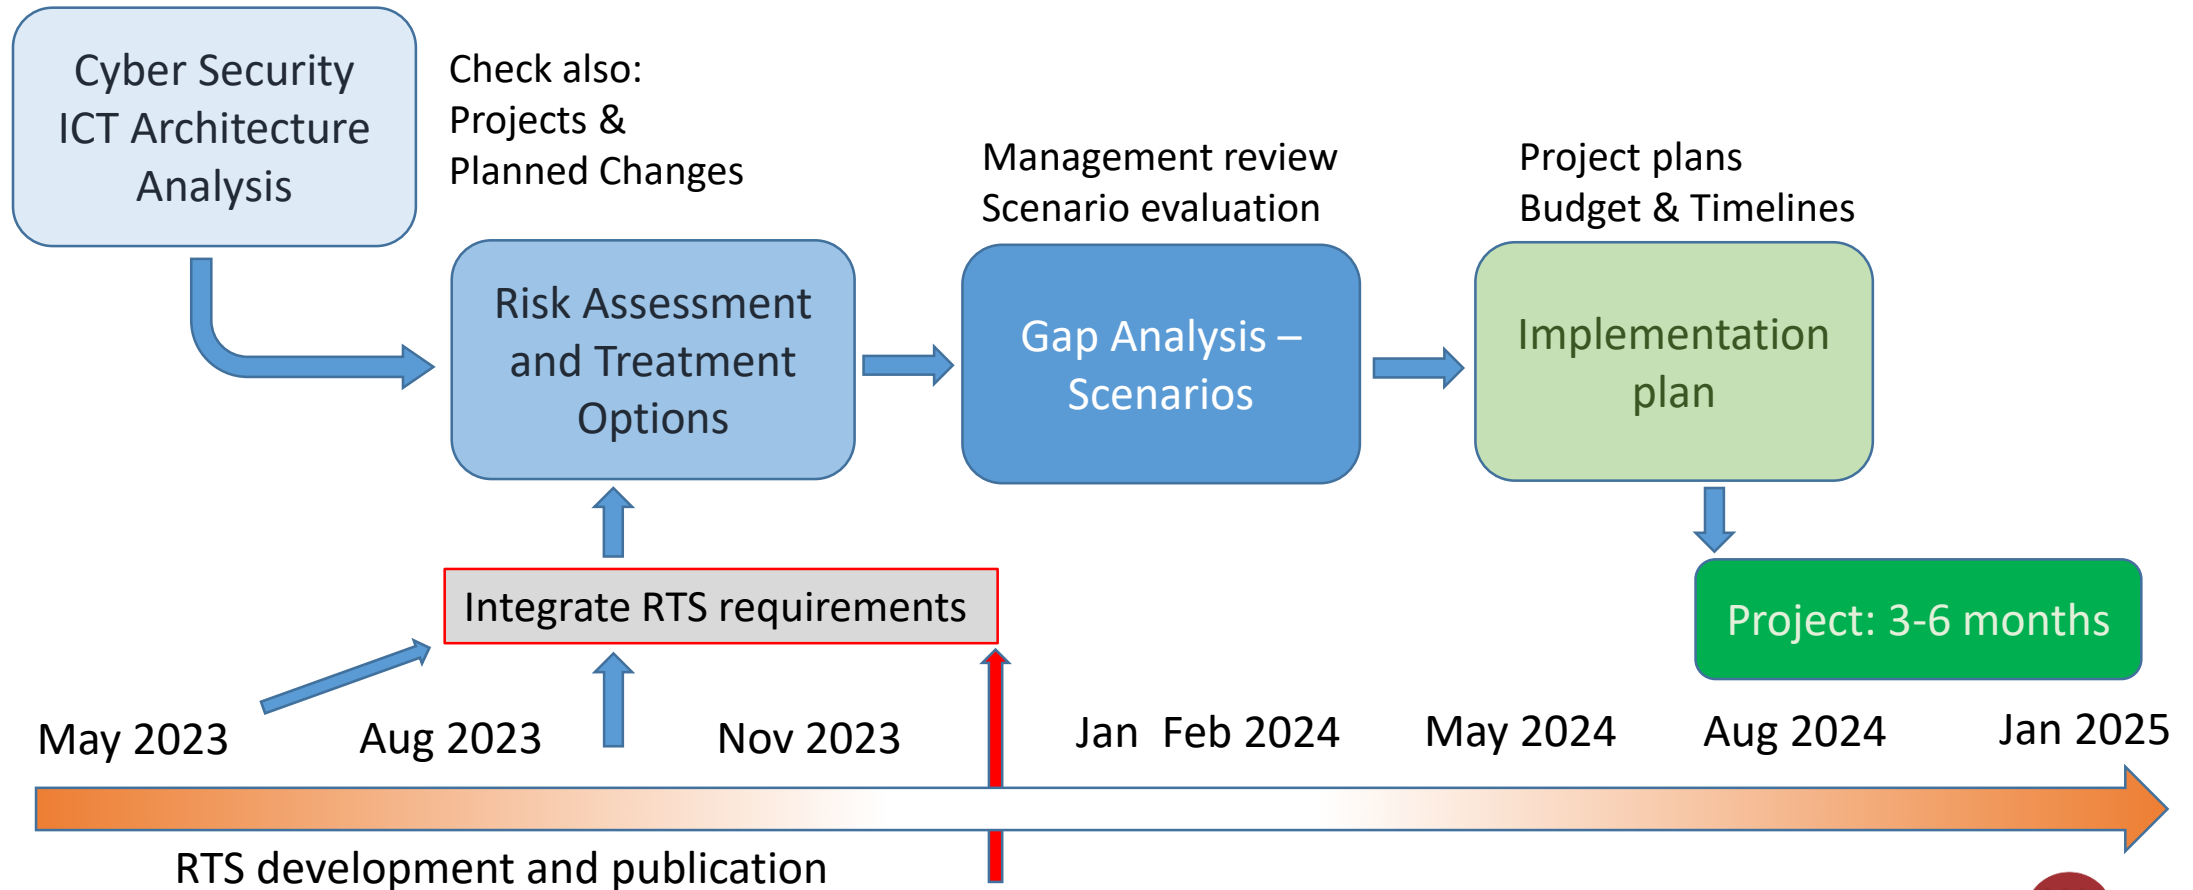 Cyber Security
ICT Architecture
Analysis
Check also:
Projects &
Planned Changes
Risk Assessment
and Treatment
Options
Management review
Scenario evaluation
Gap Analysis –
Scenarios
Project plans
Budget & Timelines
Implementation
plan
Integrate RTS requirements
Project: 3-6 months
May 2023
Aug 2023
Nov 2023
Jan Feb 2024
May 2024
Aug 2024
Jan 2025
RTS development and publication